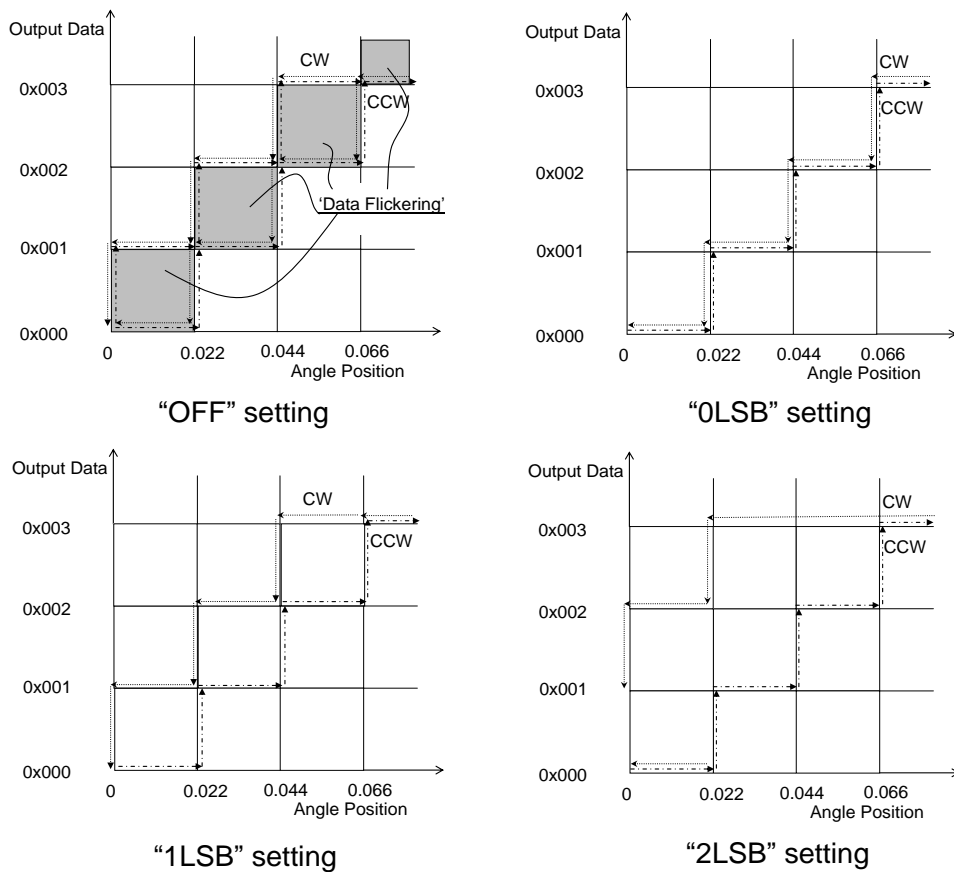 Output Data
CW
0x003
CCW
0x002
'Data Flickering'
0x001
0x000
0
0.022
0.044
0.066
Angle Position
“OFF” setting
Output Data
CW
0x003
CCW
0x002
0x001
0x000
0
0.022
0.044
0.066
Angle Position
“0LSB” setting
Output Data
CW
0x003
CCW
0x002
0x001
0x000
0
0.022
0.044
0.066
Angle Position
“1LSB” setting
Output Data
CW
0x003
CCW
0x002
0x001
0x000
0
0.022
0.044
0.066
Angle Position
“2LSB” setting